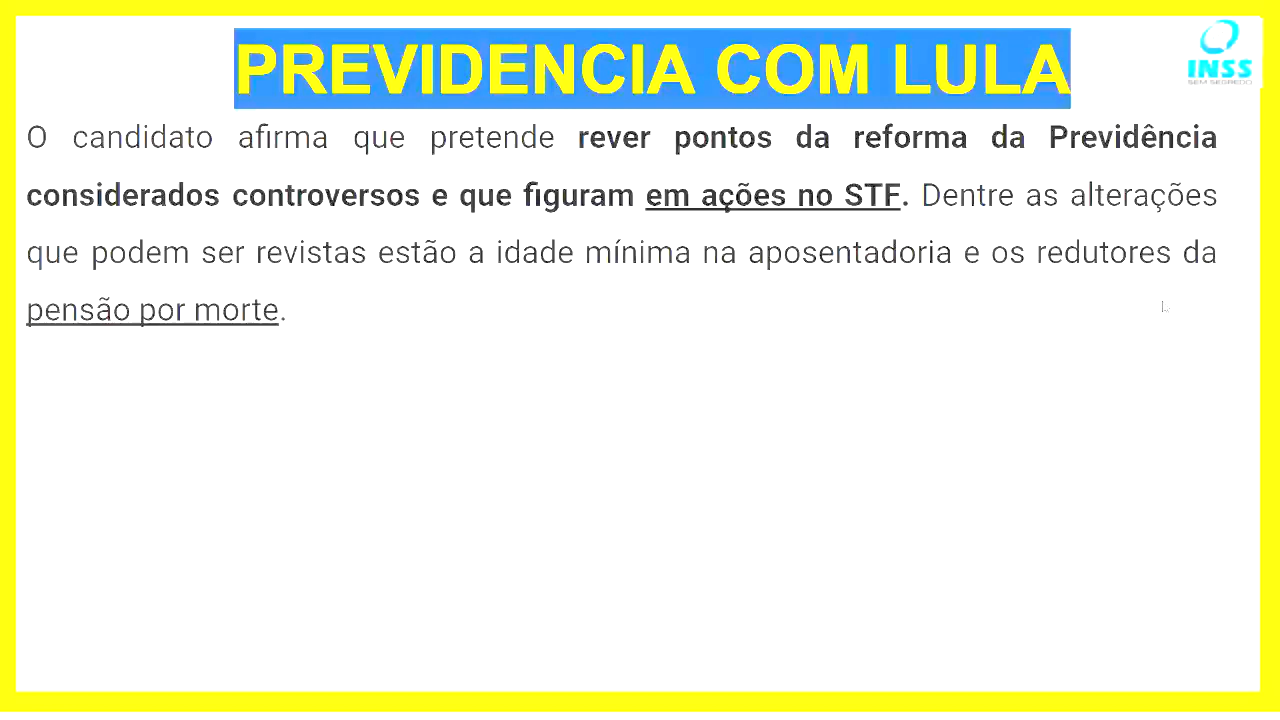 PREVIDENCIA COM LULA
INSS
SEM SEGREDO
O candidato afirma que pretende rever pontos da reforma da Previdência
considerados controversos e que figuram em ações no STF. Dentre as alterações
que podem ser revistas estão a idade mínima na aposentadoria e os redutores da
pensão por morte.